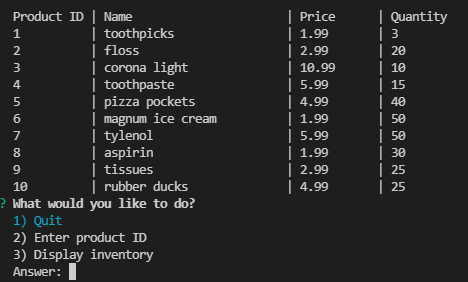 Product ID | Name | Price | Quantity
1 | toothpicks | 1.99 | 3
2 | floss | 2.99 | 20
3 | corona light | 10.99 | 10
4 | toothpaste | 5.99 | 15
5 | pizza pockets | 4.99 | 40
6 | magnum ice cream | 1.99 | 50
7 | tylenol | 5.99 | 50
8 | aspirin | 1.99 | 30
9 | tissues | 2.99 | 25
10 | rubber ducks | 4.99 | 25
? What would you like to do?
1) Quit
2) Enter product ID
3) Display inventory
Answer: